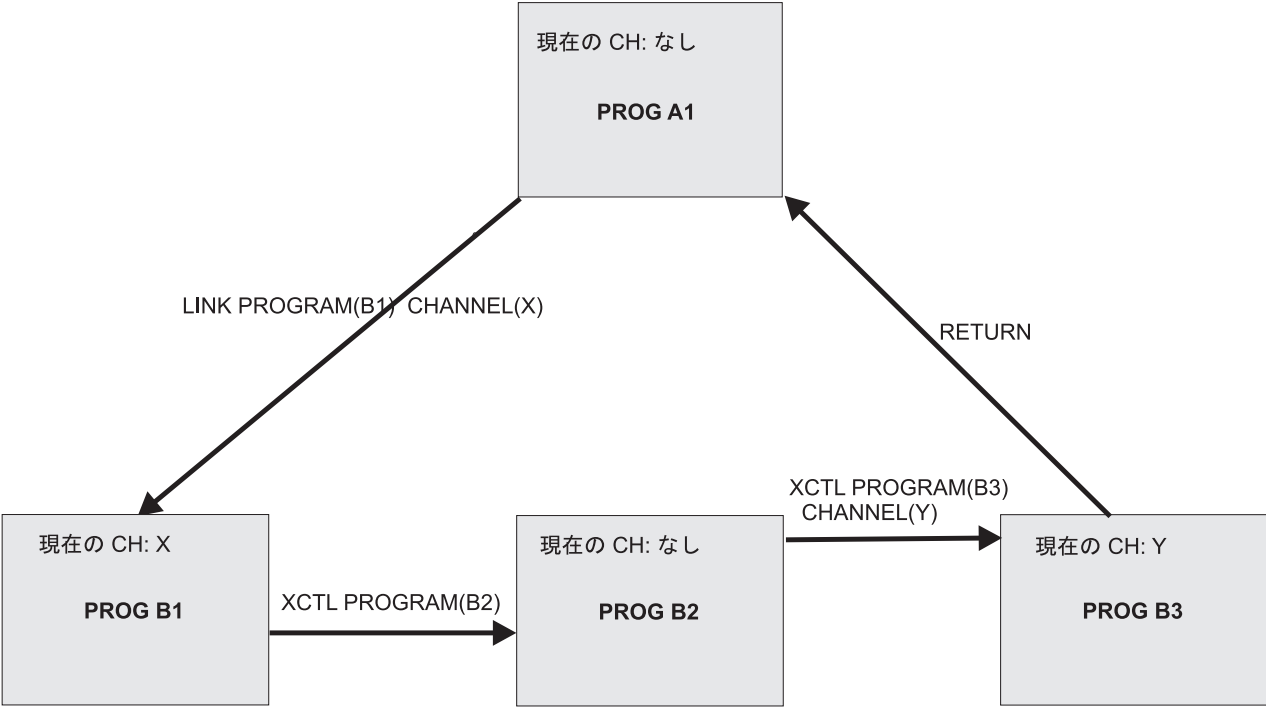 現在の CH: なし
PROG A1
LINK PROGRAM(B1) CHANNEL(X)
RETURN
XCTL PROGRAM(B3)
CHANNEL(Y)
現在の CH: X
PROG B1
XCTL PROGRAM(B2)
現在の CH: なし
PROG B2
現在の CH: Y
PROG B3